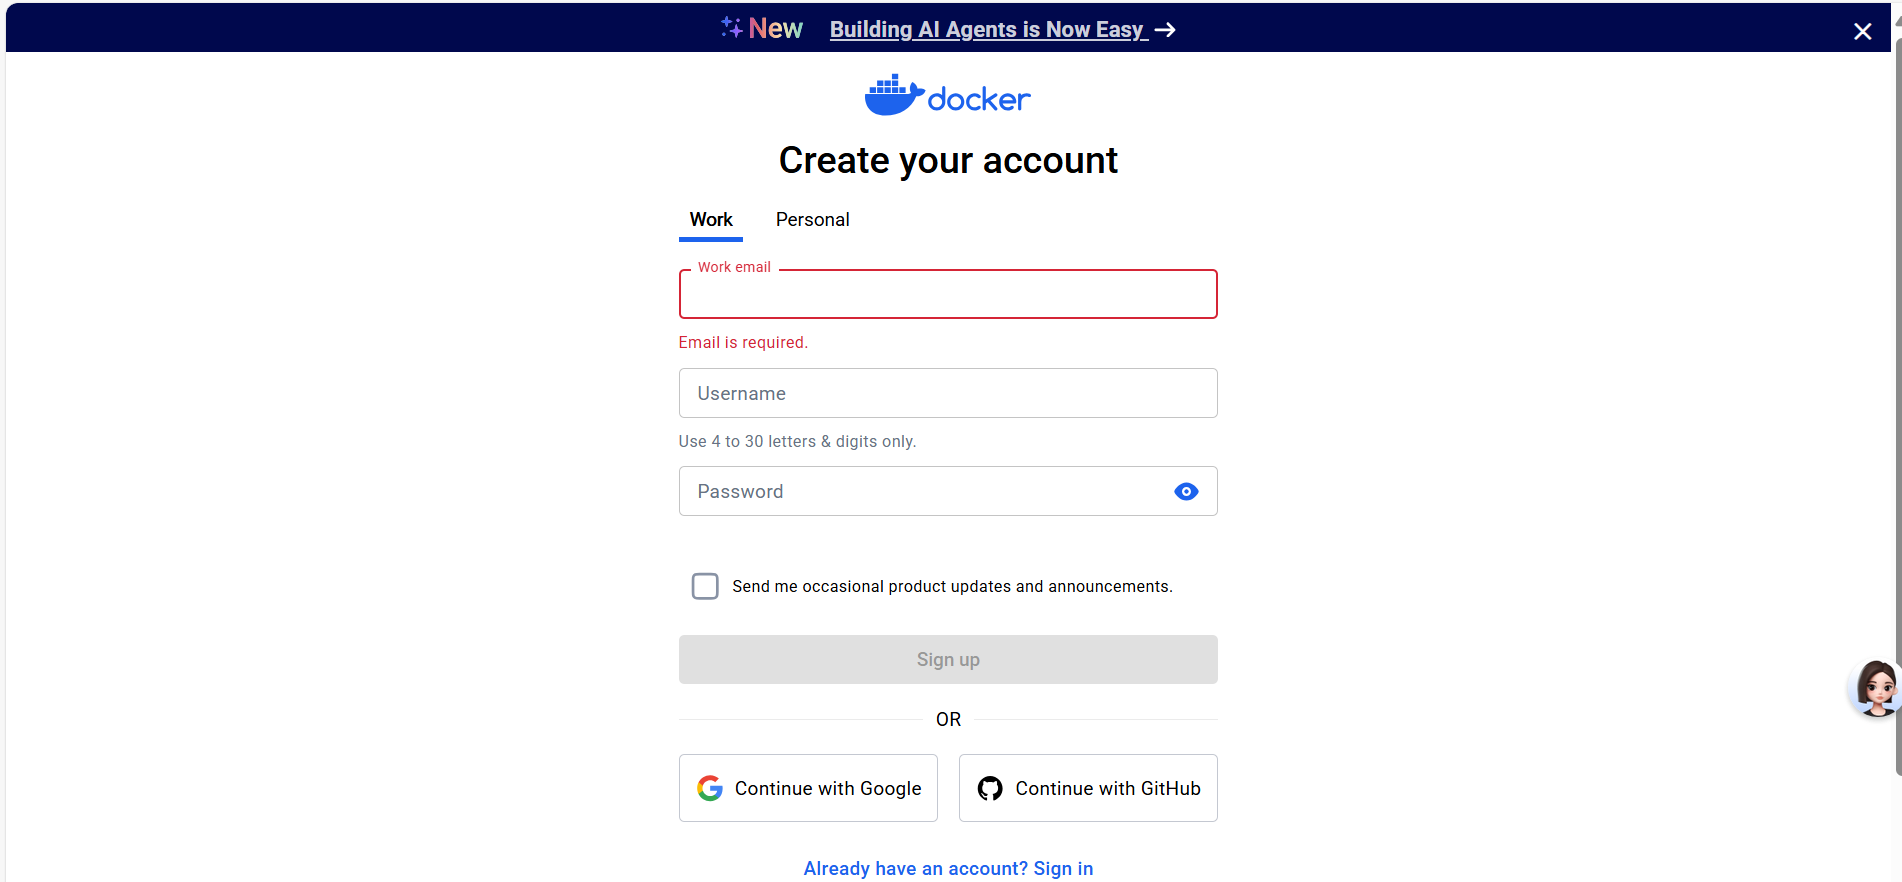 New Building AI Agents is Now Easy →
docker
Create your account
Work Personal
Work email
Email is required.
Username
Use 4 to 30 letters & digits only.
Password
Send me occasional product updates and announcements.
Sign up
OR
Continue with Google Continue with GitHub
Already have an account? Sign in